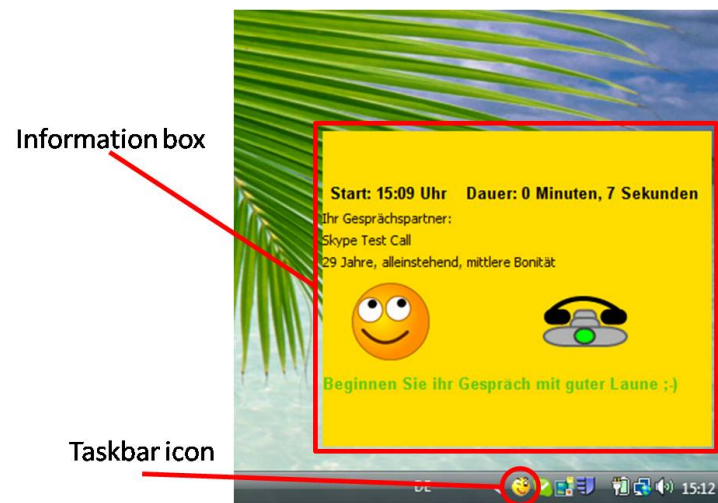 Information box
Start: 15:09 Uhr Dauer: 0 Minuten, 7 Sekunden
Ihr Gesprächspartner:
Skype Test Call
29 Jahre, alleinstehend, mittlere Bonität
Beginnen Sie ihr Gespräch mit guter Laune ;-)
Taskbar icon
DE
15:12